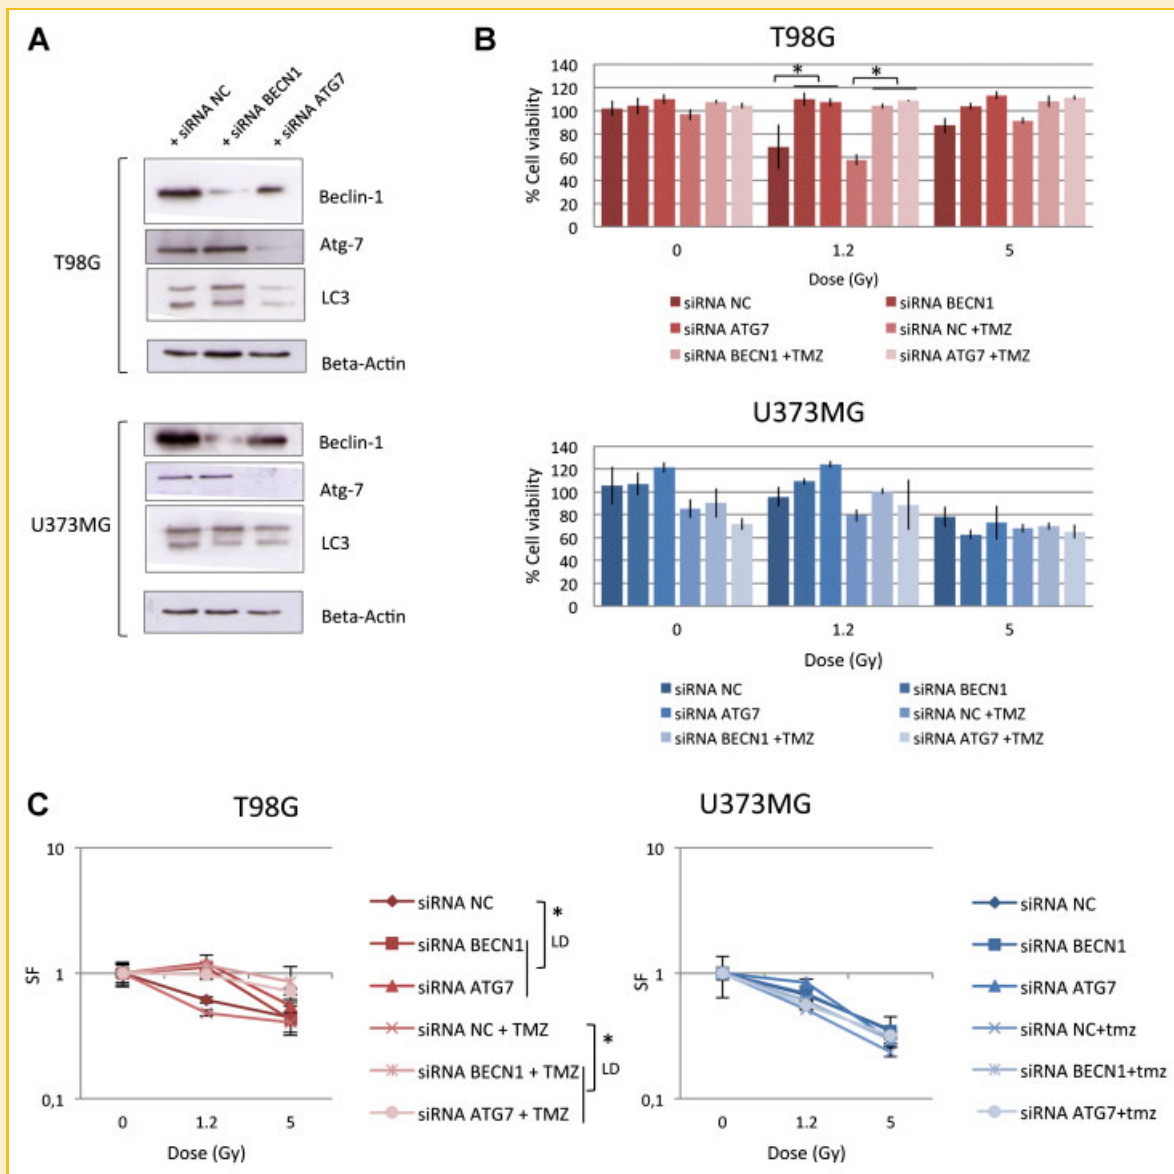 A
+ siRNA NC
+ siRNA BECN1
+ siRNA ATG7
T98G
Beclin-1
Atg-7
LC3
Beta-Actin
U373MG
Beclin-1
Atg-7
LC3
Beta-Actin
B
T98G
% Cell viability
140
120
100
80
60
40
20
0
* *
0 1.2 5
Dose (Gy)
siRNA NC siRNA BECN1
siRNA ATG7 siRNA NC +TMZ
siRNA BECN1 +TMZ siRNA ATG7 +TMZ
U373MG
% Cell viability
140
120
100
80
60
40
20
0
0 1.2 5
Dose (Gy)
siRNA NC siRNA BECN1
siRNA ATG7 siRNA NC +TMZ
siRNA BECN1 +TMZ siRNA ATG7 +TMZ
C
T98G
SF
10
1
0,1
0 1.2 5
Dose (Gy)
siRNA NC
siRNA BECN1
siRNA ATG7
siRNA NC + TMZ
siRNA BECN1 + TMZ
siRNA ATG7 + TMZ
*
LD
*
LD
U373MG
SF
10
1
0,1
0 1.2 5
Dose (Gy)
siRNA NC
siRNA BECN1
siRNA ATG7
siRNA NC+tmz
siRNA BECN1+tmz
siRNA ATG7+tmz